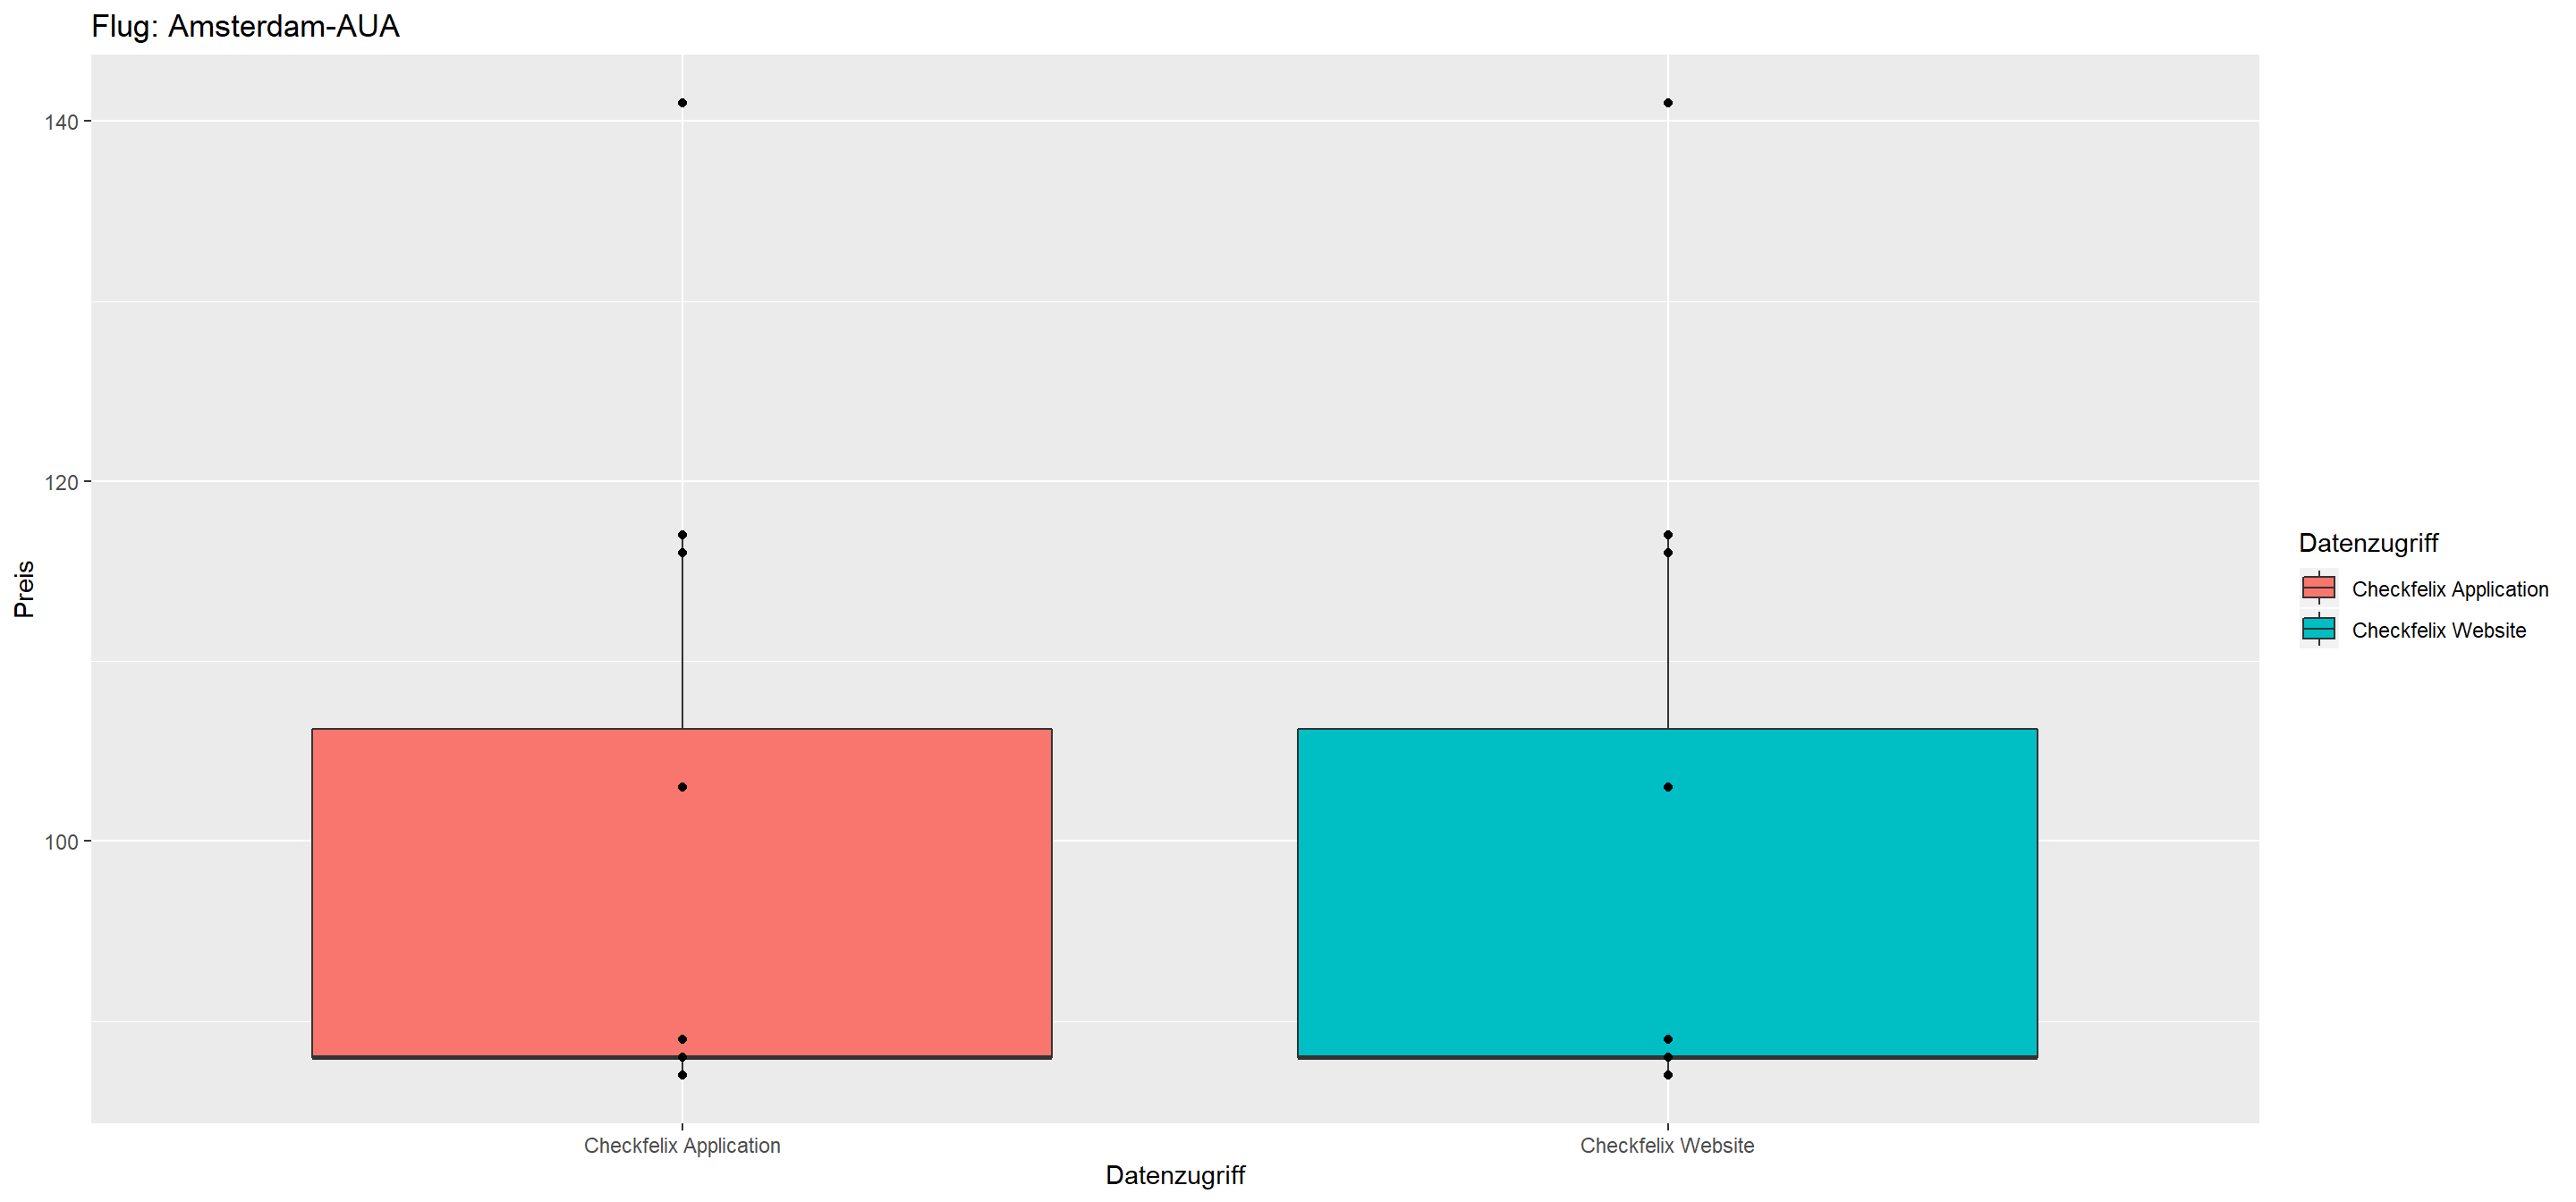 Flug: Amsterdam-AUA
140
120
100
Preis
Checkfelix Application
Checkfelix Website
Datenzugriff
Datenzugriff
Checkfelix Application
Checkfelix Website